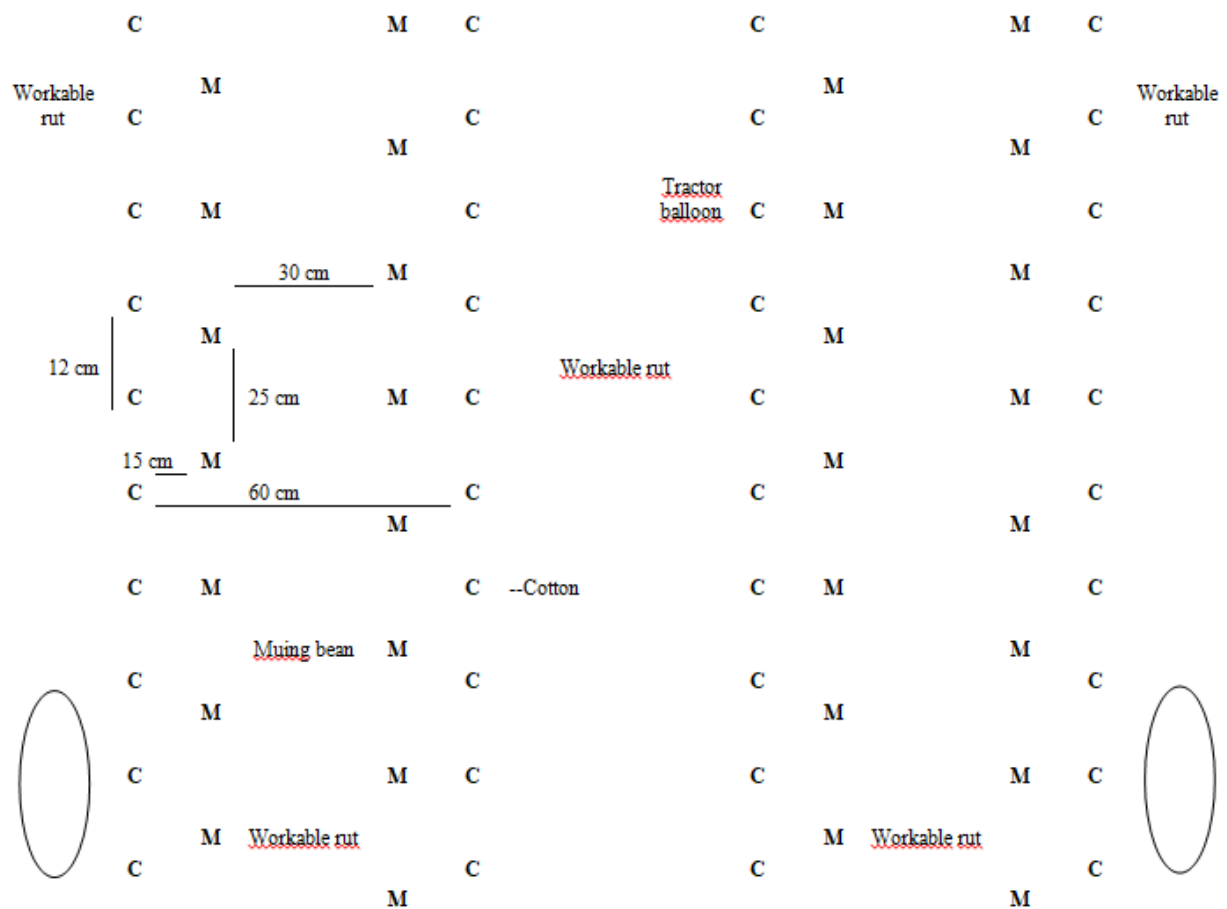 C M C C M C
M M
Workable Workable
rut rut
C C C C
M M
Tractor
balloon
C M C C M C
30 cm M M
C C C C
M M
12 cm Workable rut
C 25 cm M C C M C
15 cm M M
C 60 cm C C C
M M
C M C --Cotton C M C
Muing bean M M
C C C C
M M
C M C C M C
M Workable rut M Workable rut
C C C C
M M